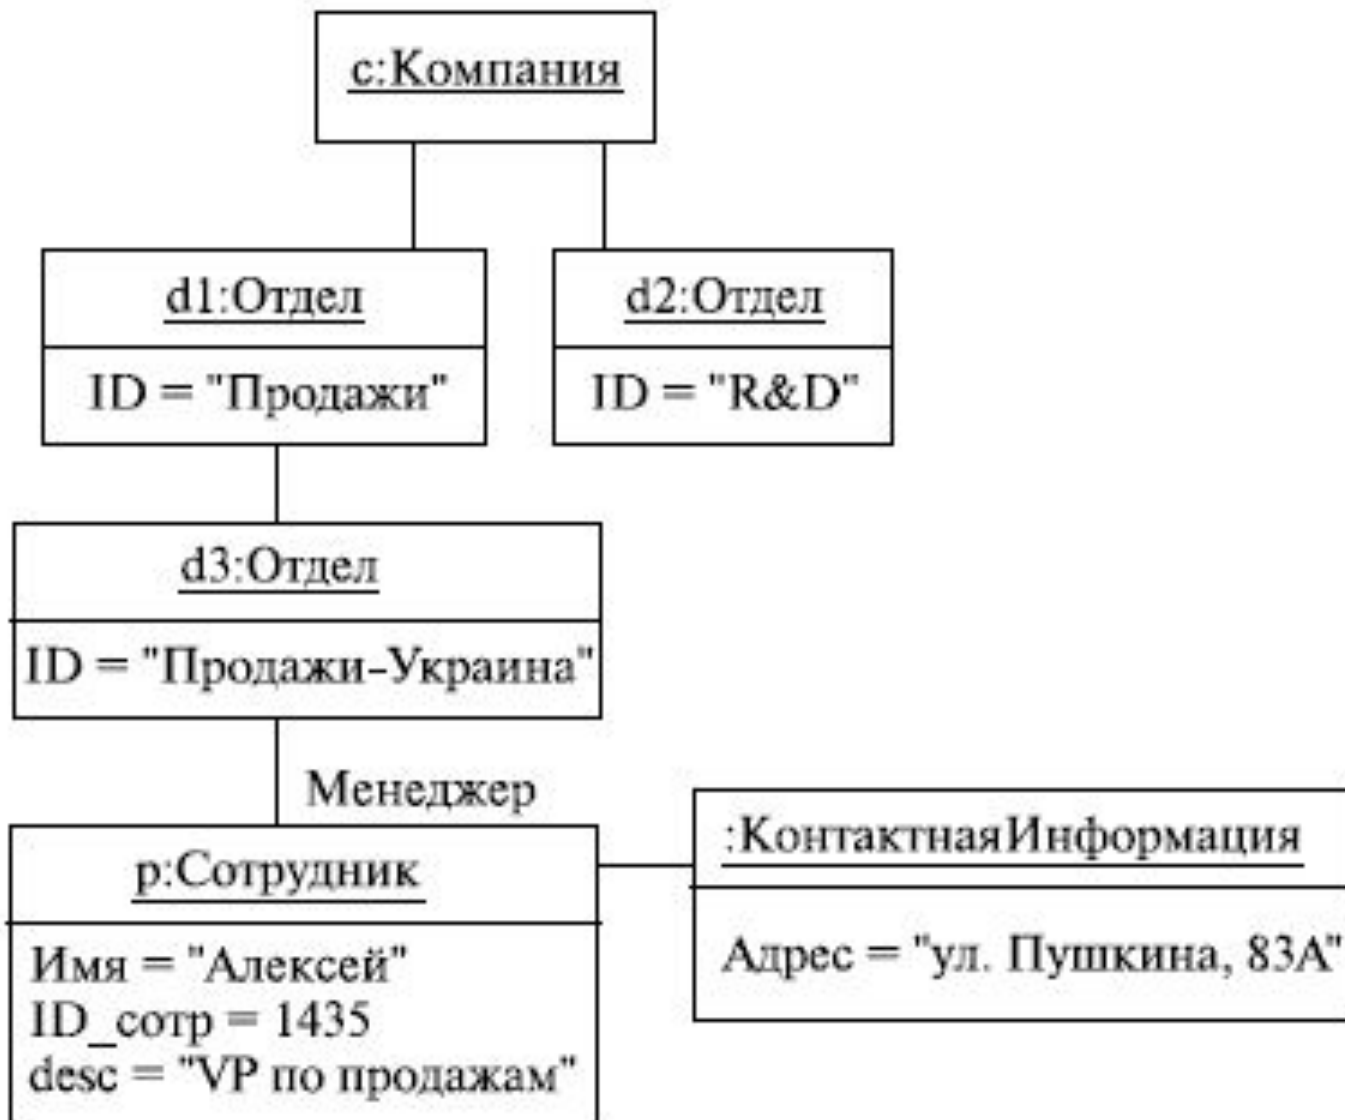 c:Компания
d1:Отдел
ID = "Продажи"
d2:Отдел
ID = "R&D"
d3:Отдел
ID = "Продажи-Украина"
Менеджер
p:Сотрудник
Имя = "Алексей"
ID_сотр = 1435
desc = "VP по продажам"
:КонтактнаяИнформация
Адрес = "ул. Пушкина, 83А"